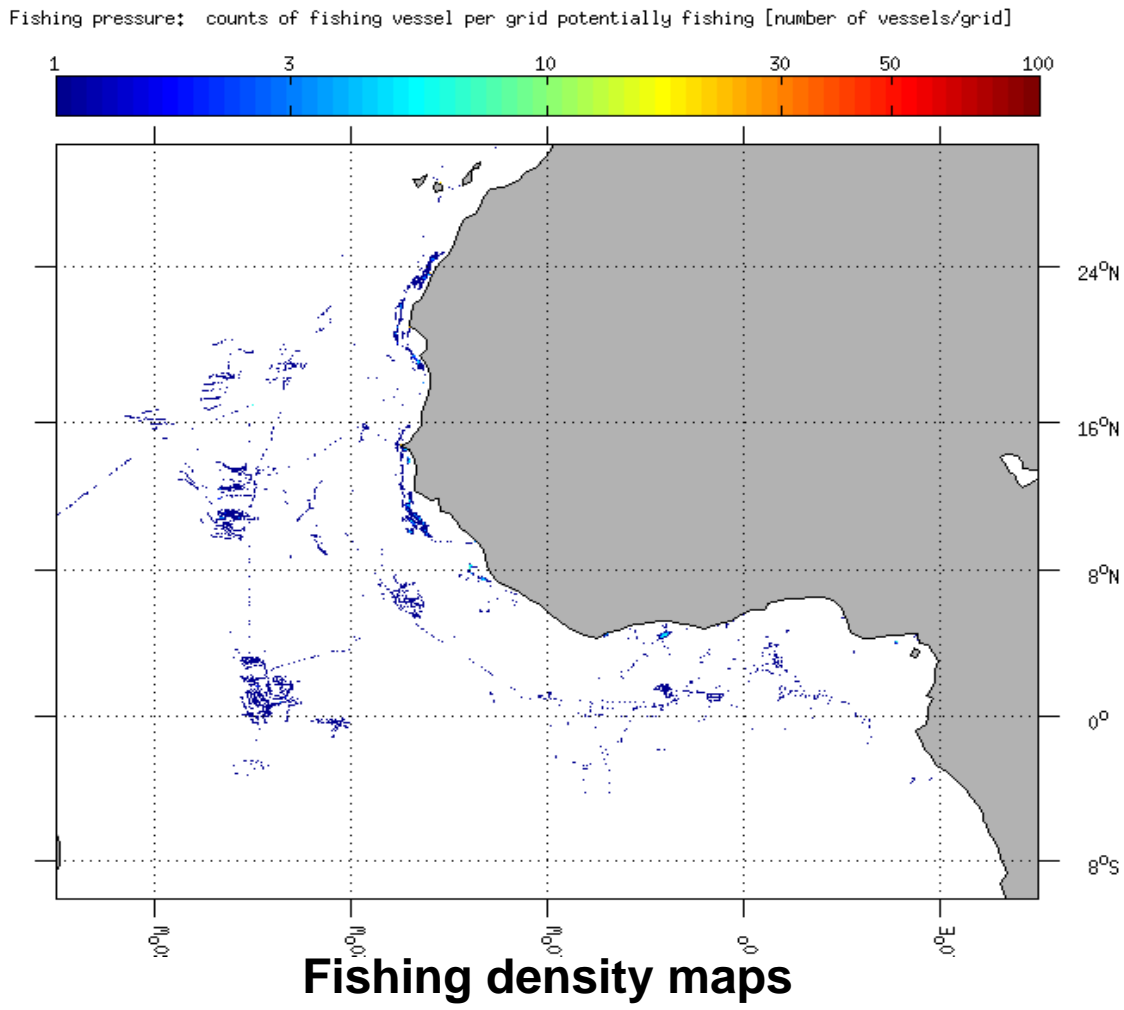 Fishing pressure: counts of fishing vessel per grid potentially fishing [number of vessels/grid]
1 3 10 30 50 100
24°N
16°N
8°N
0°
8°S
0°
Fishing density maps